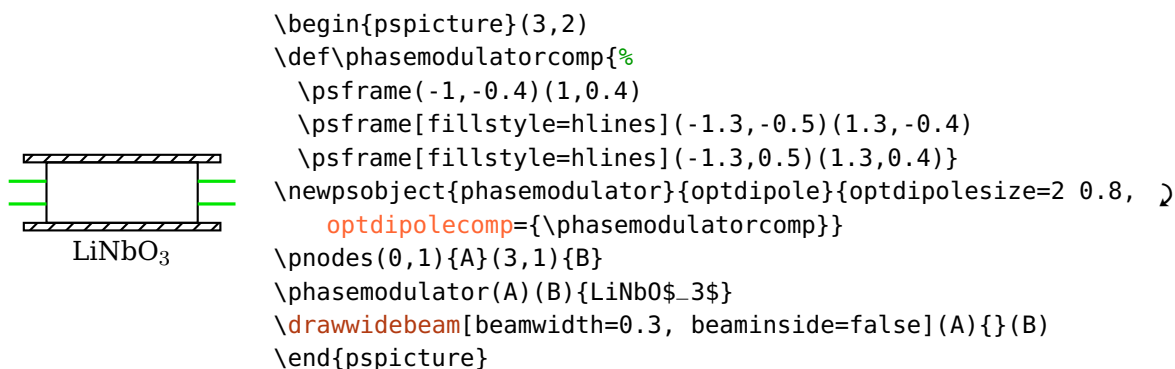 \begin{pspicture}(3,2)
\def\phasemodulatorcomp{%
\psframe(-1,-0.4)(1,0.4)
\psframe[fillstyle=hlines](-1.3,-0.5)(1.3,-0.4)
\psframe[fillstyle=hlines](-1.3,0.5)(1.3,0.4)}
\newpsobject{phasemodulator}{optdipole}{optdipolesize=2 0.8,
optdipolecomp={\phasemodulatorcomp}}
\pnodes(0,1){A}(3,1){B}
\phasemodulator(A)(B){LiNbO$_3$}
\drawwidebeam[beamwidth=0.3, beaminside=false](A){}(B)
\end{pspicture}
LiNbO₃